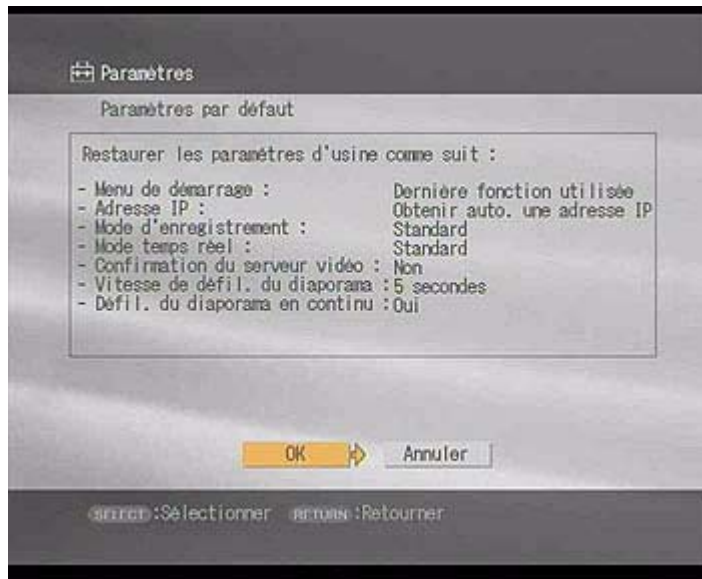 Paramètres
Paramètres par défaut
Restaurer les paramètres d'usine comme suit :
- Menu de démarrage : Dernière fonction utilisée
- Adresse IP : Obtenir auto. une adresse IP
- Mode d'enregistrement : Standard
- Mode temps réel : Standard
- Confirmation du serveur vidéo : Non
- Vitesse de défil. du diaporama : 5 secondes
- Défil. du diaporama en continu : Oui
OK Annuler
SELECT :Sélectionner RETURN :Retourner